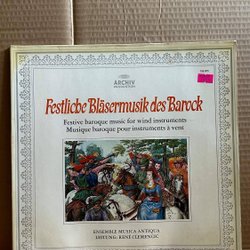 ARCHIV
PRODUKTION
Festliche Bläsermusik des Barock
Festive baroque music for wind instruments
Musique baroque pour instruments à vent
ENSEMBLE MUSICA ANTIQUA
LEITUNG: RENÉ CLEMENCIC